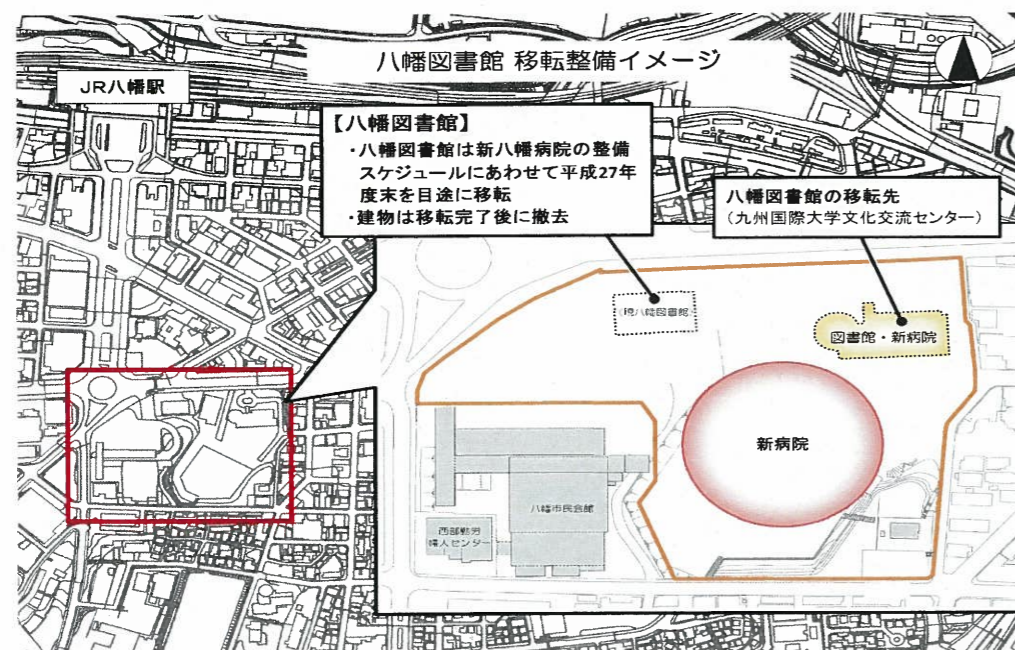 八幡図書館 移転整備イメージ
JR八幡駅
【八幡図書館】
・八幡図書館は新八幡病院の整備
スケジュールにあわせて平成27年
度末を目途に移転
・建物は移転完了後に撤去
八幡図書館の移転先
（九州国際大学文化交流センター）
（現八幡図書館）
図書館・新病院
新病院
八幡市民会館
西部勤労
婦人センター